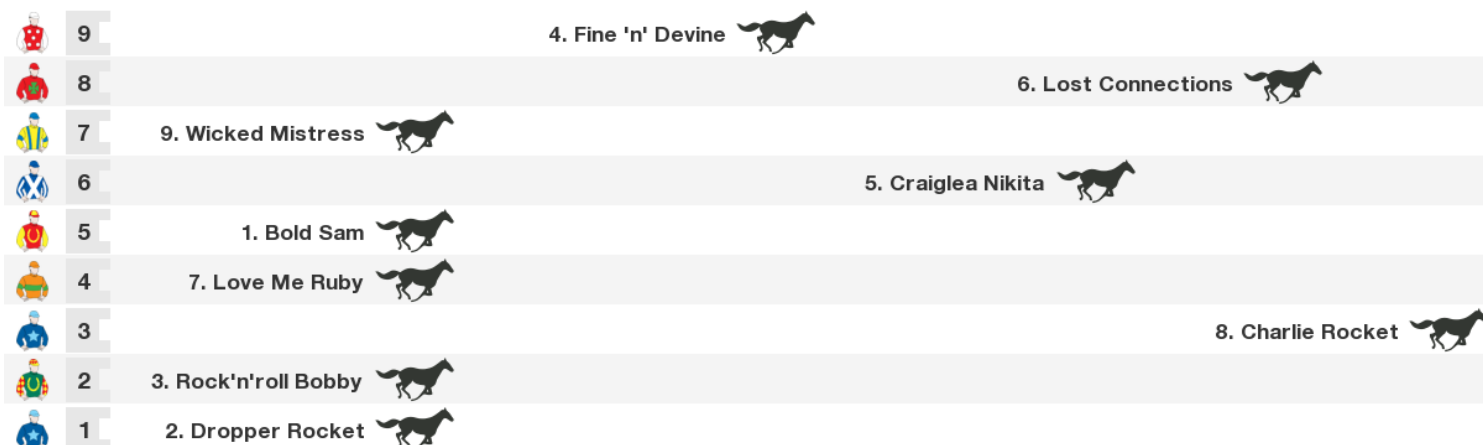 9 4. Fine 'n' Devine
8 6. Lost Connections
7 9. Wicked Mistress
6 5. Craiglea Nikita
5 1. Bold Sam
4 7. Love Me Ruby
3 8. Charlie Rocket
2 3. Rock'n'roll Bobby
1 2. Dropper Rocket